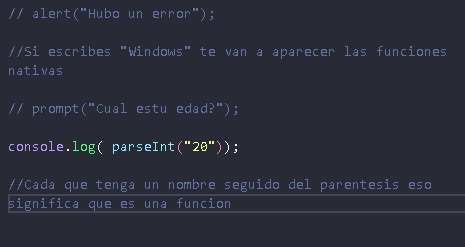 // alert("Hubo un error");
//Si escribes "Windows" te van a aparecer las funciones
nativas
// prompt("Cual estu edad?");
console.log( parseInt("20"));
//Cada que tenga un nombre seguido del parentesis eso
significa que es una funcion